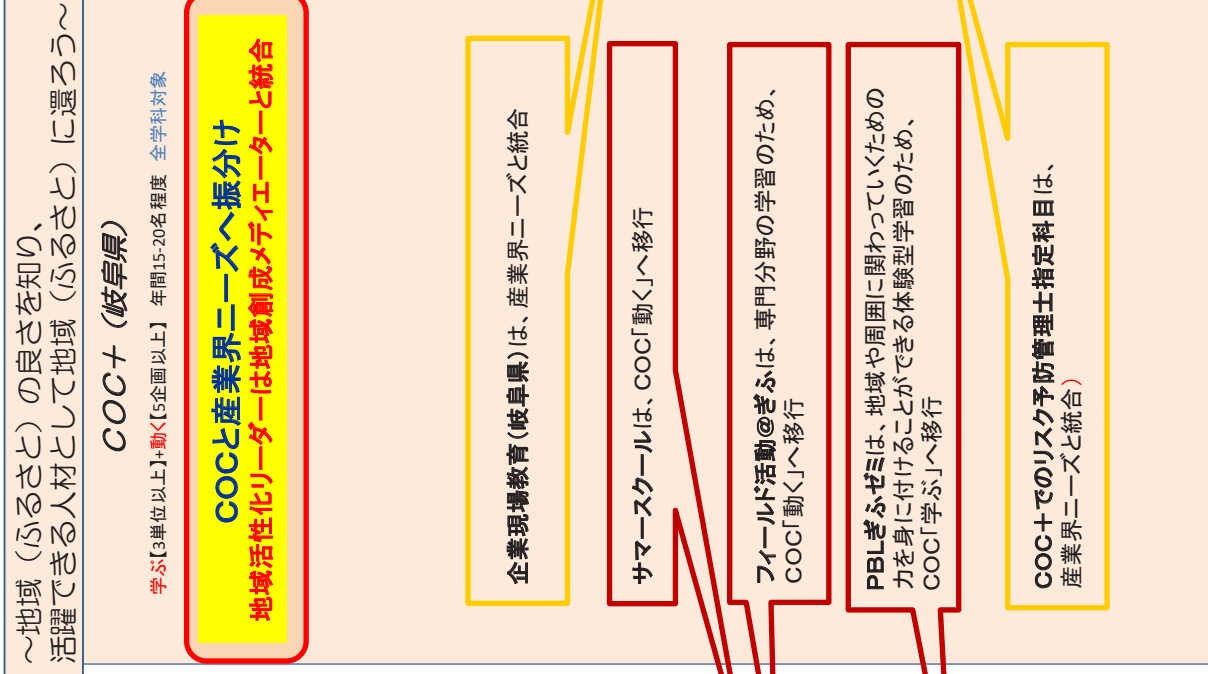 ～地域（ふるさと）の良さを知り、
活躍できる人材として地域（ふるさと）に還ろう～
COC＋（岐阜県）
学ぶ【3単位以上】+動く【5企画以上】 年間15-20名程度 全学科対象
COCと産業界ニーズへ振分け
地域活性化リーダーは地域創成メディエーターと統合
企業現場教育（岐阜県）は、産業界ニーズと統合
サマースクールは、COC「動く」へ移行
フィールド活動@ぎふは、専門分野の学習のため、
COC「動く」へ移行
PBLぎふゼミは、地域や周囲に関わっていくための
力を身に付けることができる体験型学習のため、
COC「学ぶ」へ移行
COC＋でのリスク予防管理士指定科目は、
産業界ニーズと統合）